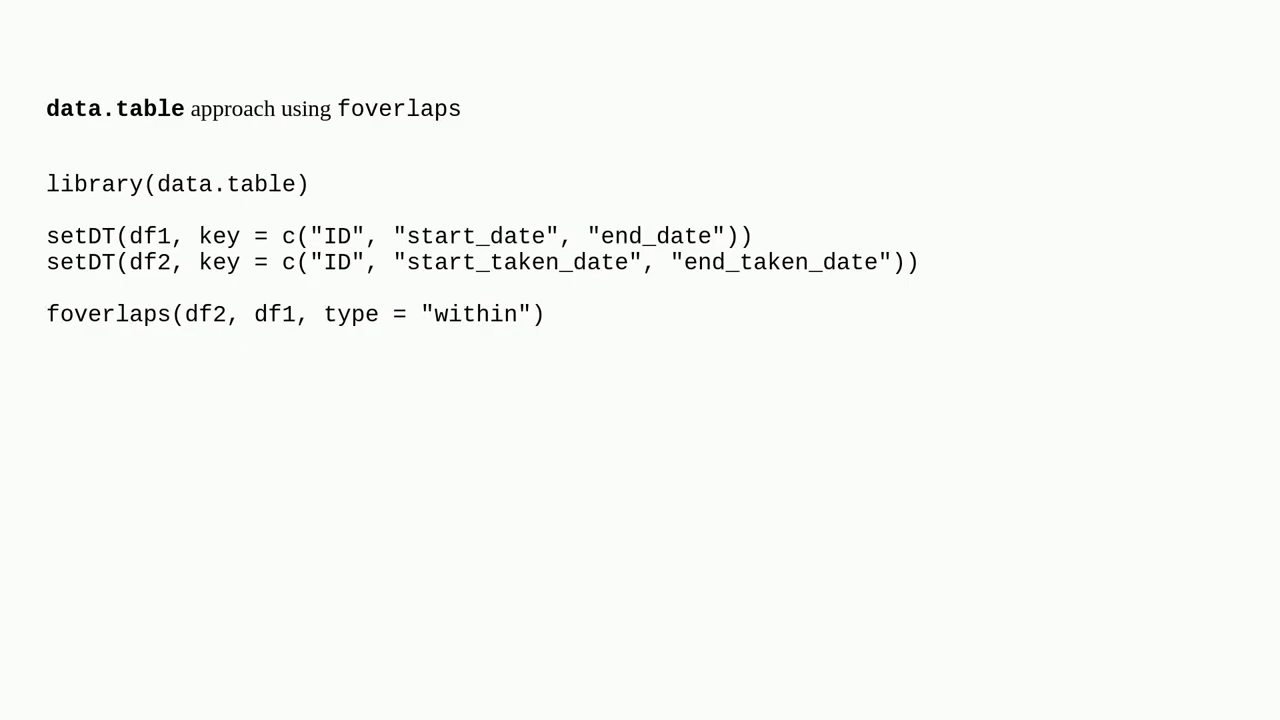 data.table approach using foverlaps
library(data.table)
setDT(df1, key = c("ID", "start_date", "end_date"))
setDT(df2, key = c("ID", "start_taken_date", "end_taken_date"))
foverlaps(df2, df1, type = "within")